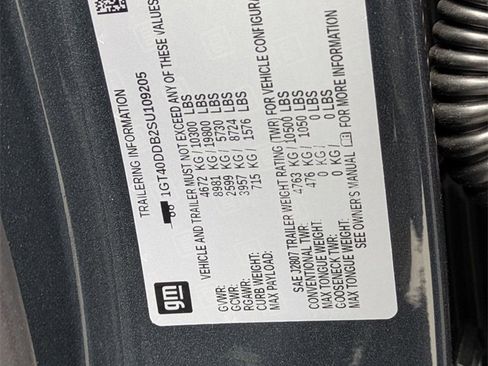 TRAILERING INFORMATION
1GT40DDB2SU109205
VEHICLE AND TRAILER MUST NOT EXCEED ANY OF THESE VALUES
GVWR: 4672 KG / 10300 LBS
GCWR: 8981 KG / 19800 LBS
RGAWR: 2599 KG / 5730 LBS
CURB WEIGHT: 3957 KG / 8724 LBS
MAX PAYLOAD: 715 KG / 1576 LBS
SAE J2807 TRAILER WEIGHT RATING (TWR) FOR VEHICLE CONFIGURA
CONVENTIONAL TWR: 4763 KG / 10500 LBS
MAX TONGUE WEIGHT: 476 KG / 1050 LBS
GOOSENECK TWR: 0 KG / 0 LBS
MAX TONGUE WEIGHT: 0 KG / 0 LBS
SEE OWNER'S MANUAL FOR MORE INFORMATION
gm